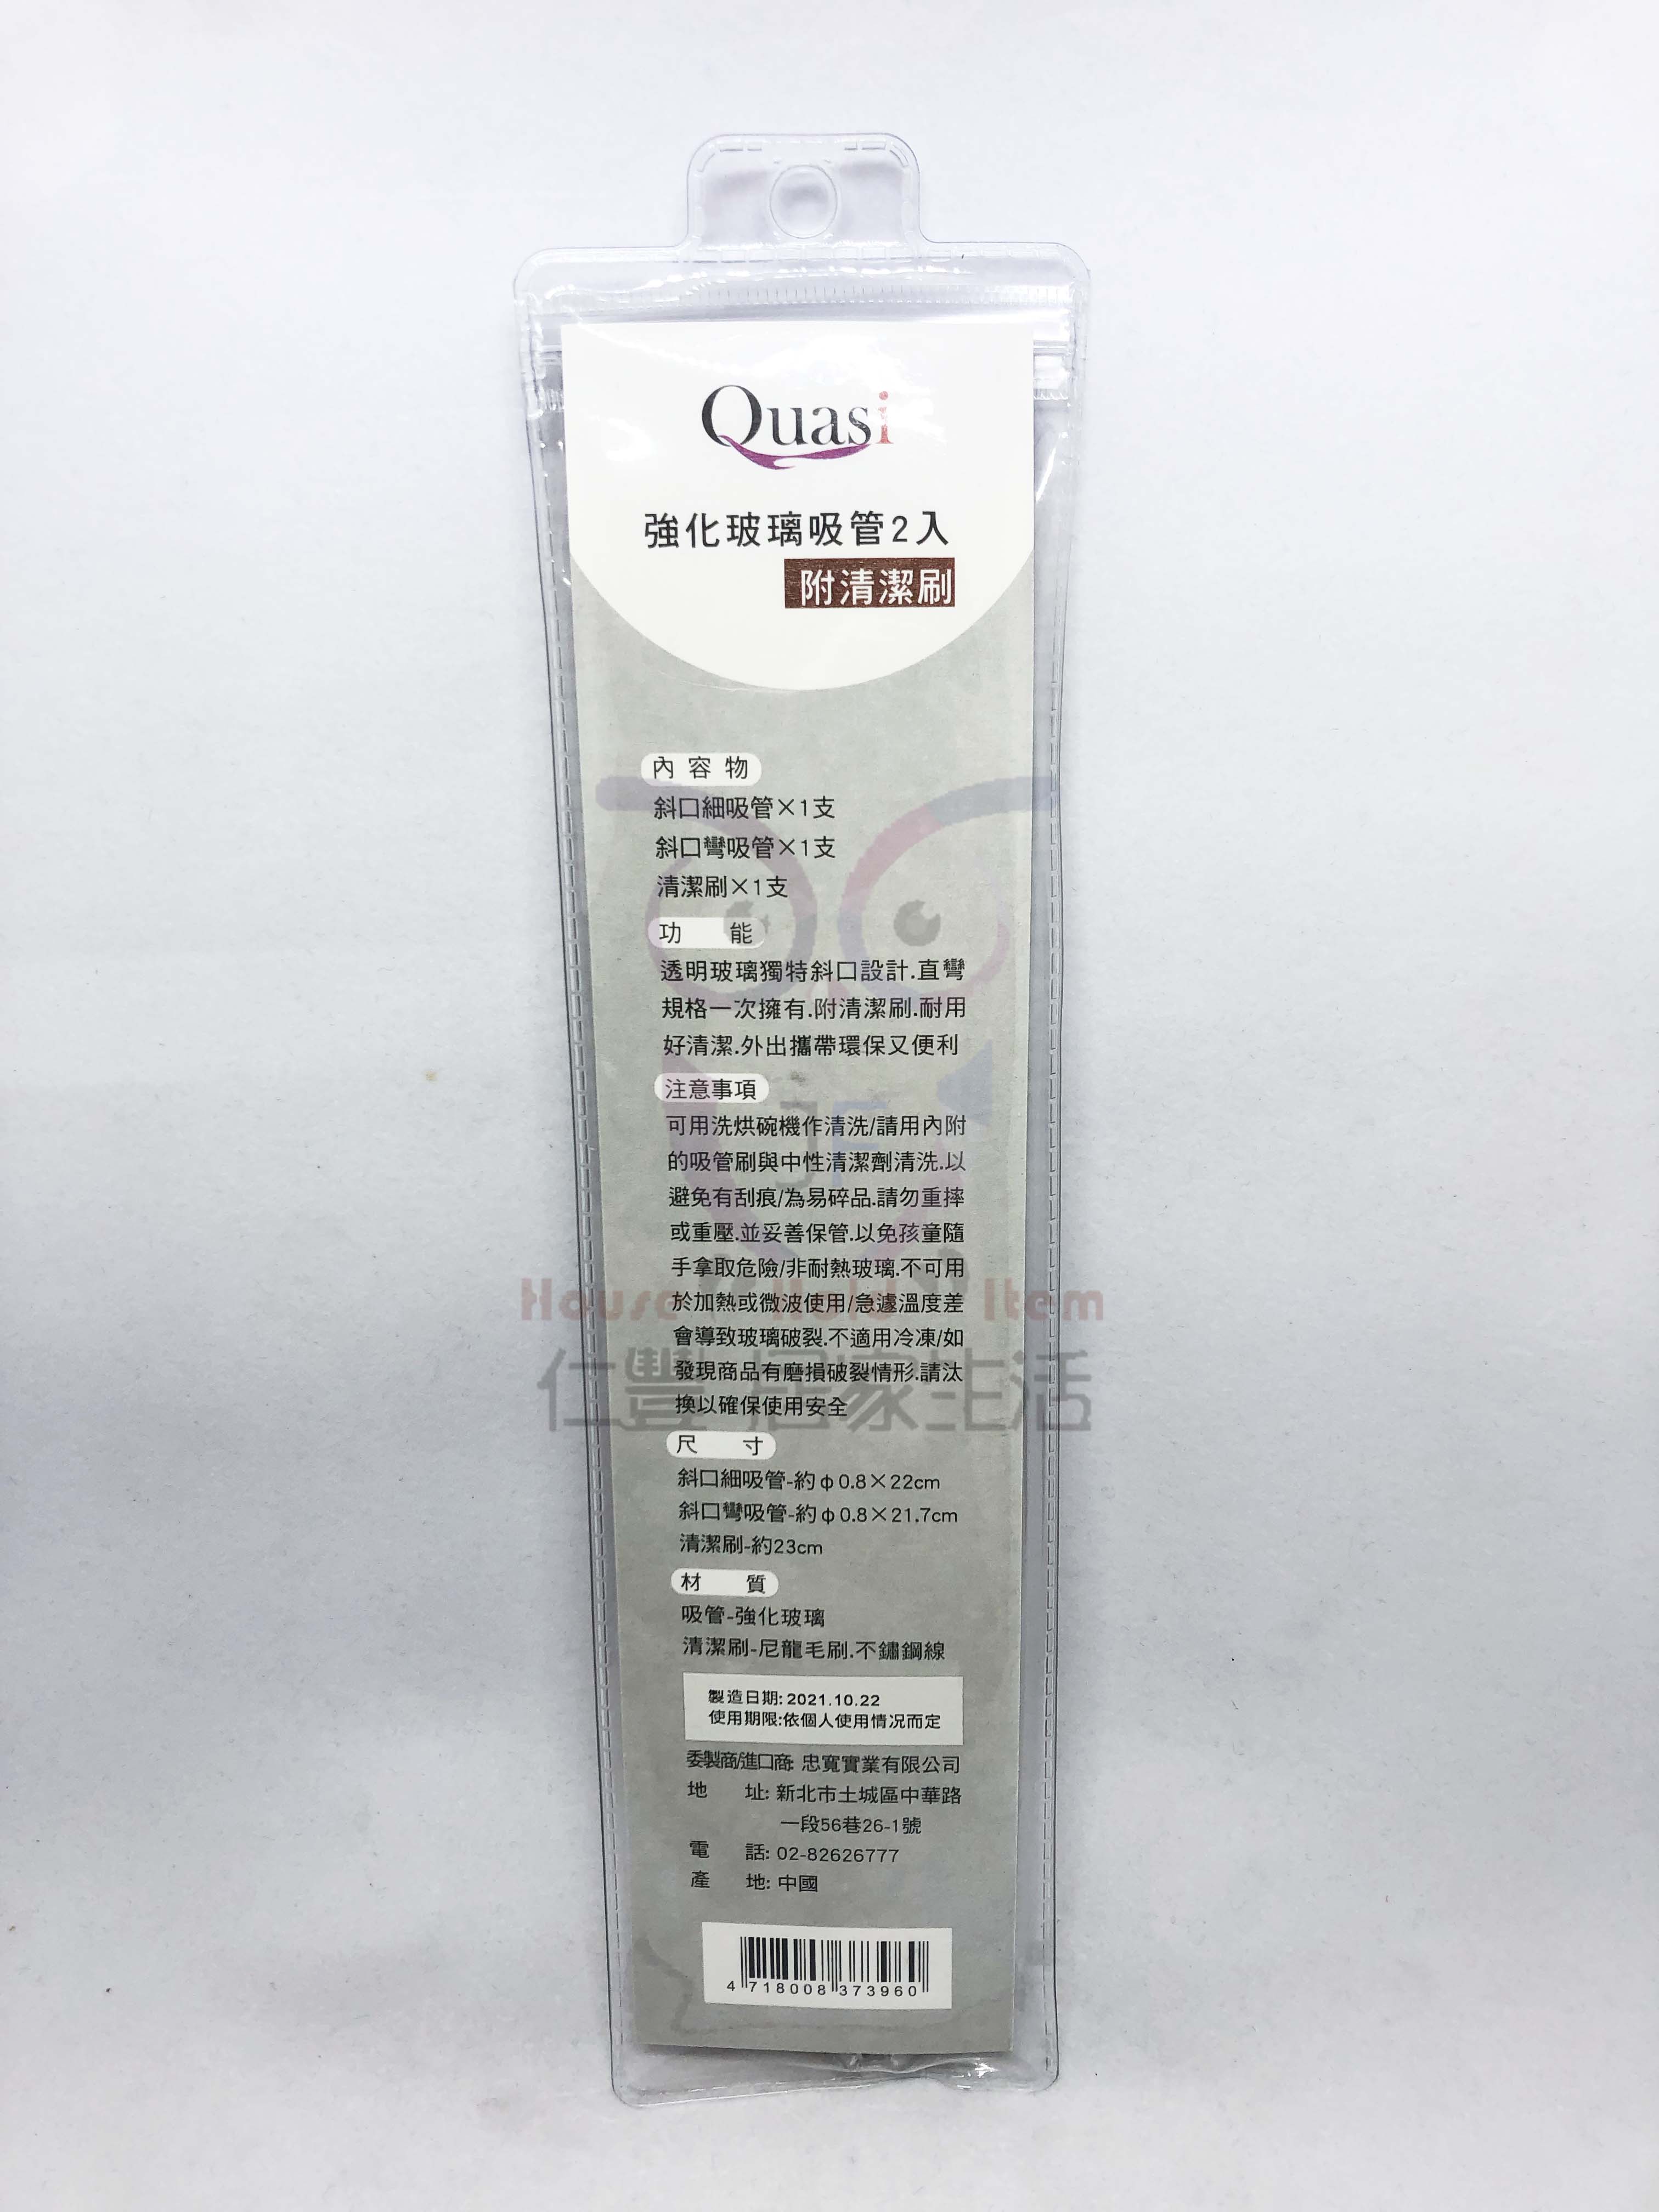 Quasi
強化玻璃吸管2入
附清潔刷
內容物
斜口細吸管×1支
斜口彎吸管×1支
清潔刷×1支
功能
透明玻璃獨特斜口設計.直彎
規格一次擁有.附清潔刷.耐用
好清潔.外出攜帶環保又便利
注意事項
可用洗烘碗機作清洗/請用內附
的吸管刷與中性清潔劑清洗.以
避免有刮痕/為易碎品.請勿重摔
或重壓.並妥善保管.以免孩童隨
手拿取危險/非耐熱玻璃.不可用
於加熱或微波使用/急遽溫度差
會導致玻璃破裂.不適用冷凍/如
發現商品有磨損破裂情形.請汰
換以確保使用安全
JF
House Hold Item
仁豐 居家生活
尺寸
斜口細吸管-約φ0.8×22cm
斜口彎吸管-約φ0.8×21.7cm
清潔刷-約23cm
材質
吸管-強化玻璃
清潔刷-尼龍毛刷.不鏽鋼線
製造日期:2021.10.22
使用期限:依個人使用情況而定
委製商/進口商: 忠寬實業有限公司
地址: 新北市土城區中華路
一段56巷26-1號
電話: 02-82626777
產地: 中國
4 718008 373960